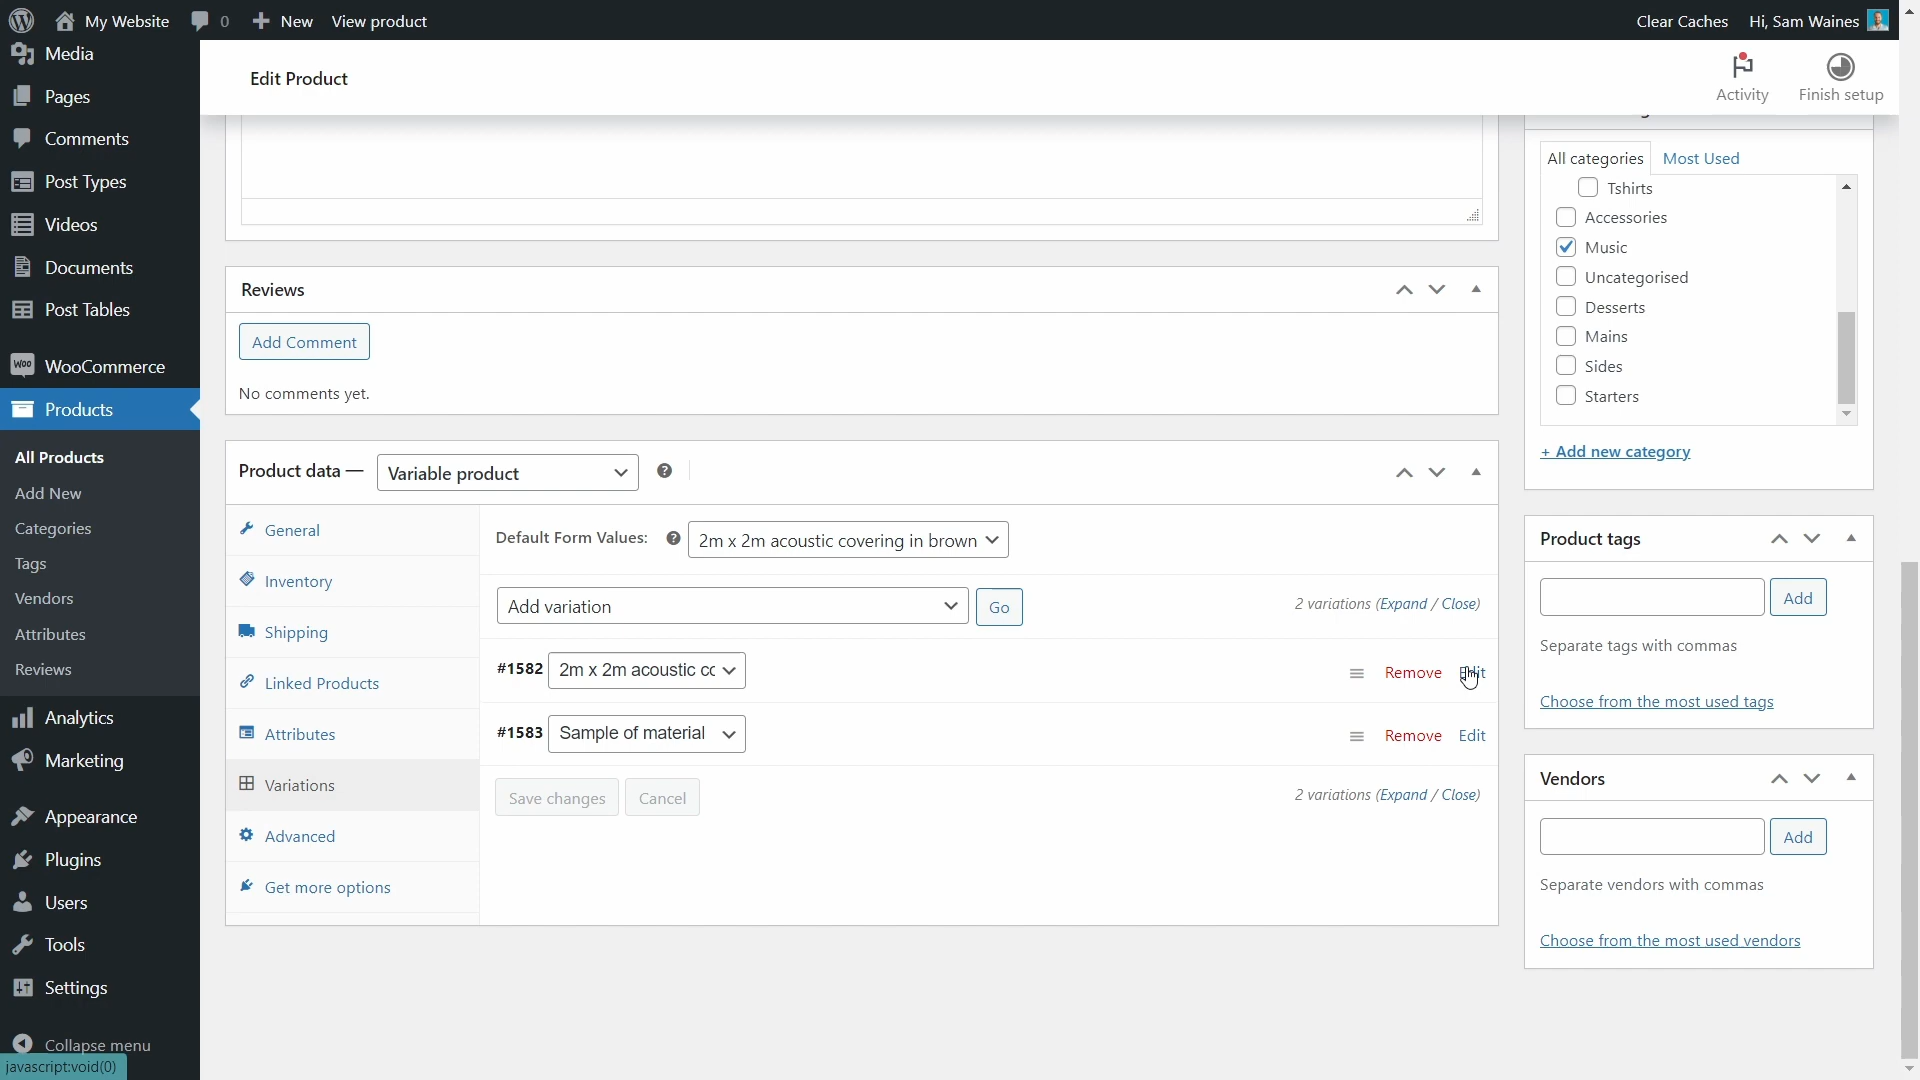 My Website
0
New
View product
Clear Caches
Hi, Sam Waines
Media
Pages
Comments
Post Types
Videos
Documents
Post Tables
WooCommerce
Products
All Products
Add New
Categories
Tags
Vendors
Attributes
Reviews
Analytics
Marketing
Appearance
Plugins
Users
Tools
Settings
Collapse menu
javascript:void(0)
Edit Product
Activity
Finish setup
Reviews
Add Comment
No comments yet.
Product data —
Variable product
General
Inventory
Shipping
Linked Products
Attributes
Variations
Advanced
Get more options
Default Form Values:
2m x 2m acoustic covering in brown
Add variation
Go
2 variations (Expand / Close)
#1582
2m x 2m acoustic cc
Remove
Edit
#1583
Sample of material
Remove
Edit
Save changes
Cancel
2 variations (Expand / Close)
All categories
Most Used
Tshirts
Accessories
Music
Uncategorised
Desserts
Mains
Sides
Starters
+ Add new category
Product tags
Add
Separate tags with commas
Choose from the most used tags
Vendors
Add
Separate vendors with commas
Choose from the most used vendors